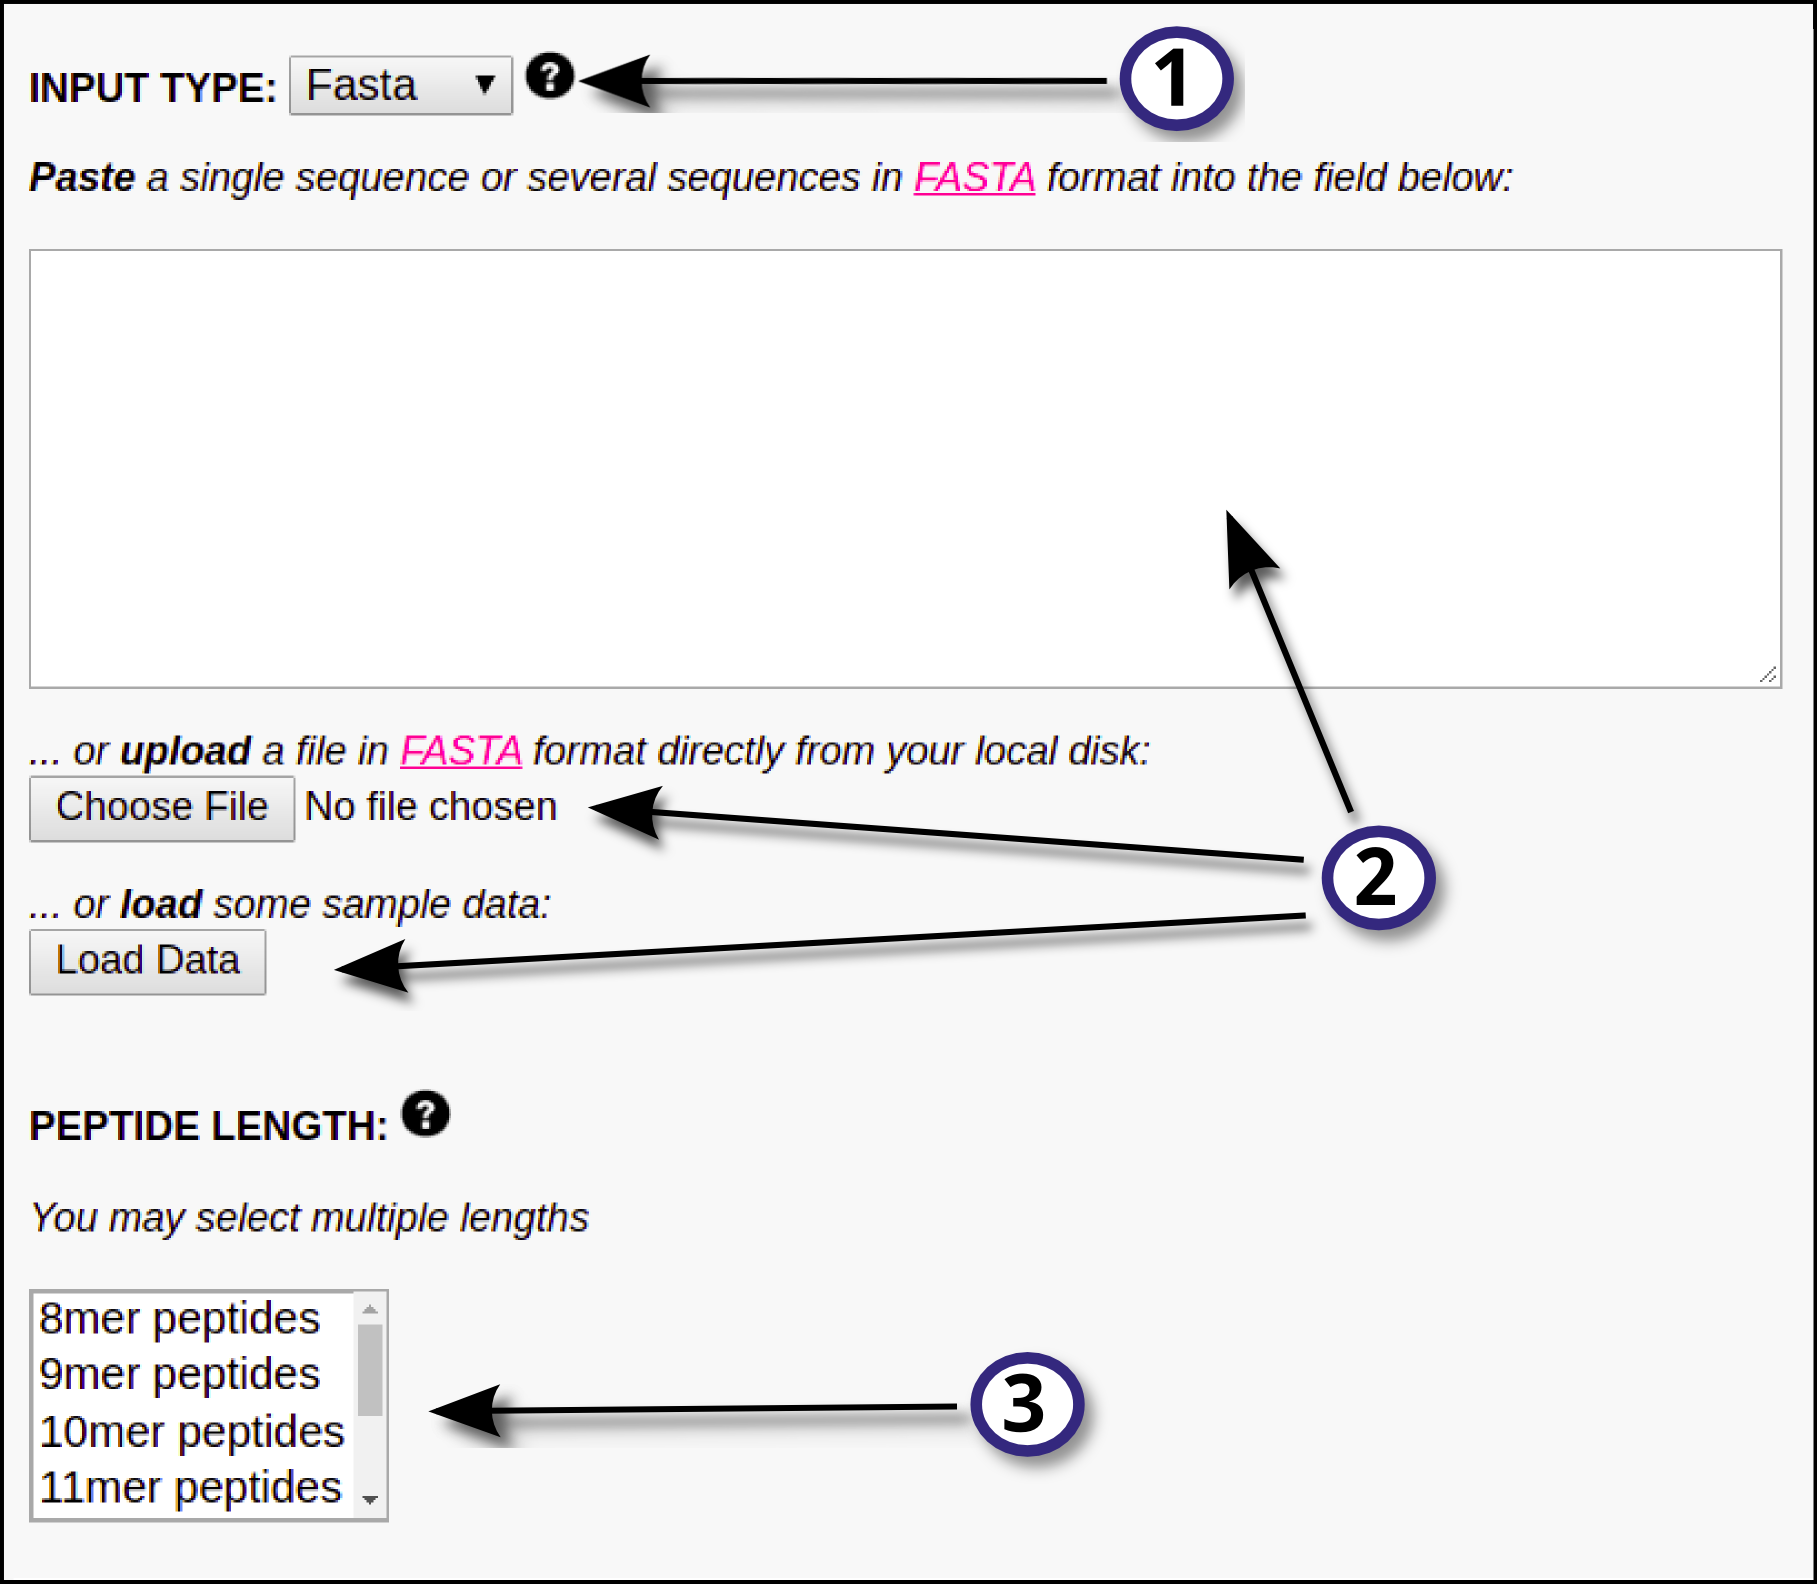 INPUT TYPE: Fasta ▼ ? 1
Paste a single sequence or several sequences in FASTA format into the field below:
... or upload a file in FASTA format directly from your local disk:
Choose File No file chosen
2
... or load some sample data:
Load Data
PEPTIDE LENGTH: ?
You may select multiple lengths
8mer peptides
9mer peptides
3
10mer peptides
11mer peptides